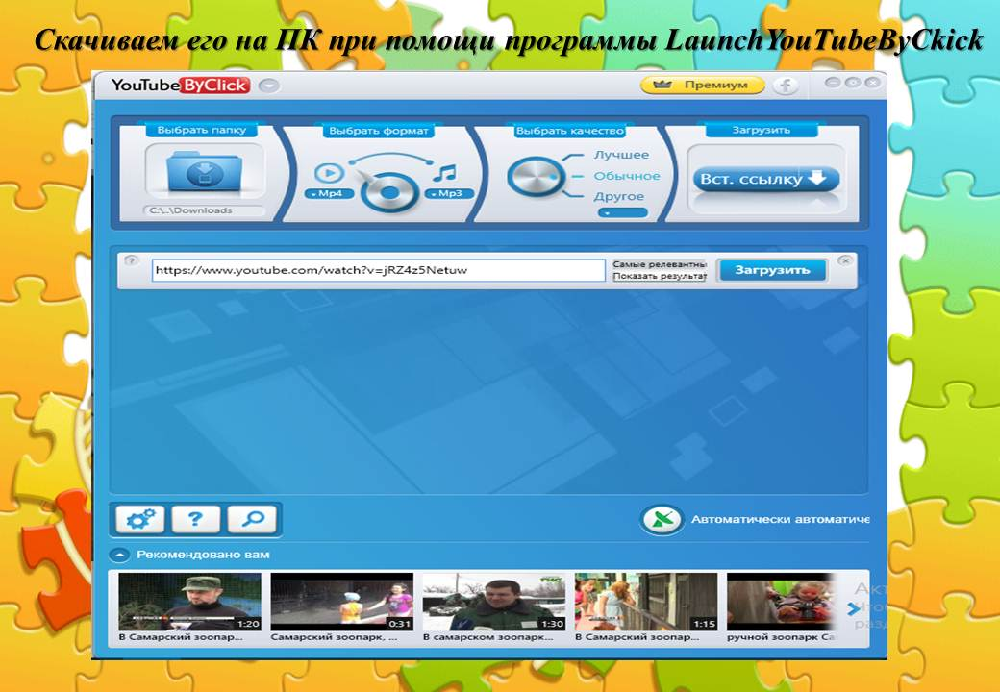 Скачиваем его на ПК при помощи программы LaunchYouTubeByCkick
YouTube ByClick
Премиум
Выбрать папку
Выбрать формат
Выбрать качество
Загрузить
Mp4
Mp3
Лучшее
Обычное
Другое
Вст. ссылку
C:\..\Downloads
https://www.youtube.com/watch?v=jRZ4z5Netuw
Самые релевантны
Показать результат
Загрузить
?
Автоматически автоматиче
Рекомендовано вам
1:20
0:31
1:30
1:15
В Самарский зоопар...
Самарский зоопарк, ...
В самарском зоопарк...
В Самарский зоопар...
ручной зоопарк Са
Акт
Что
разд